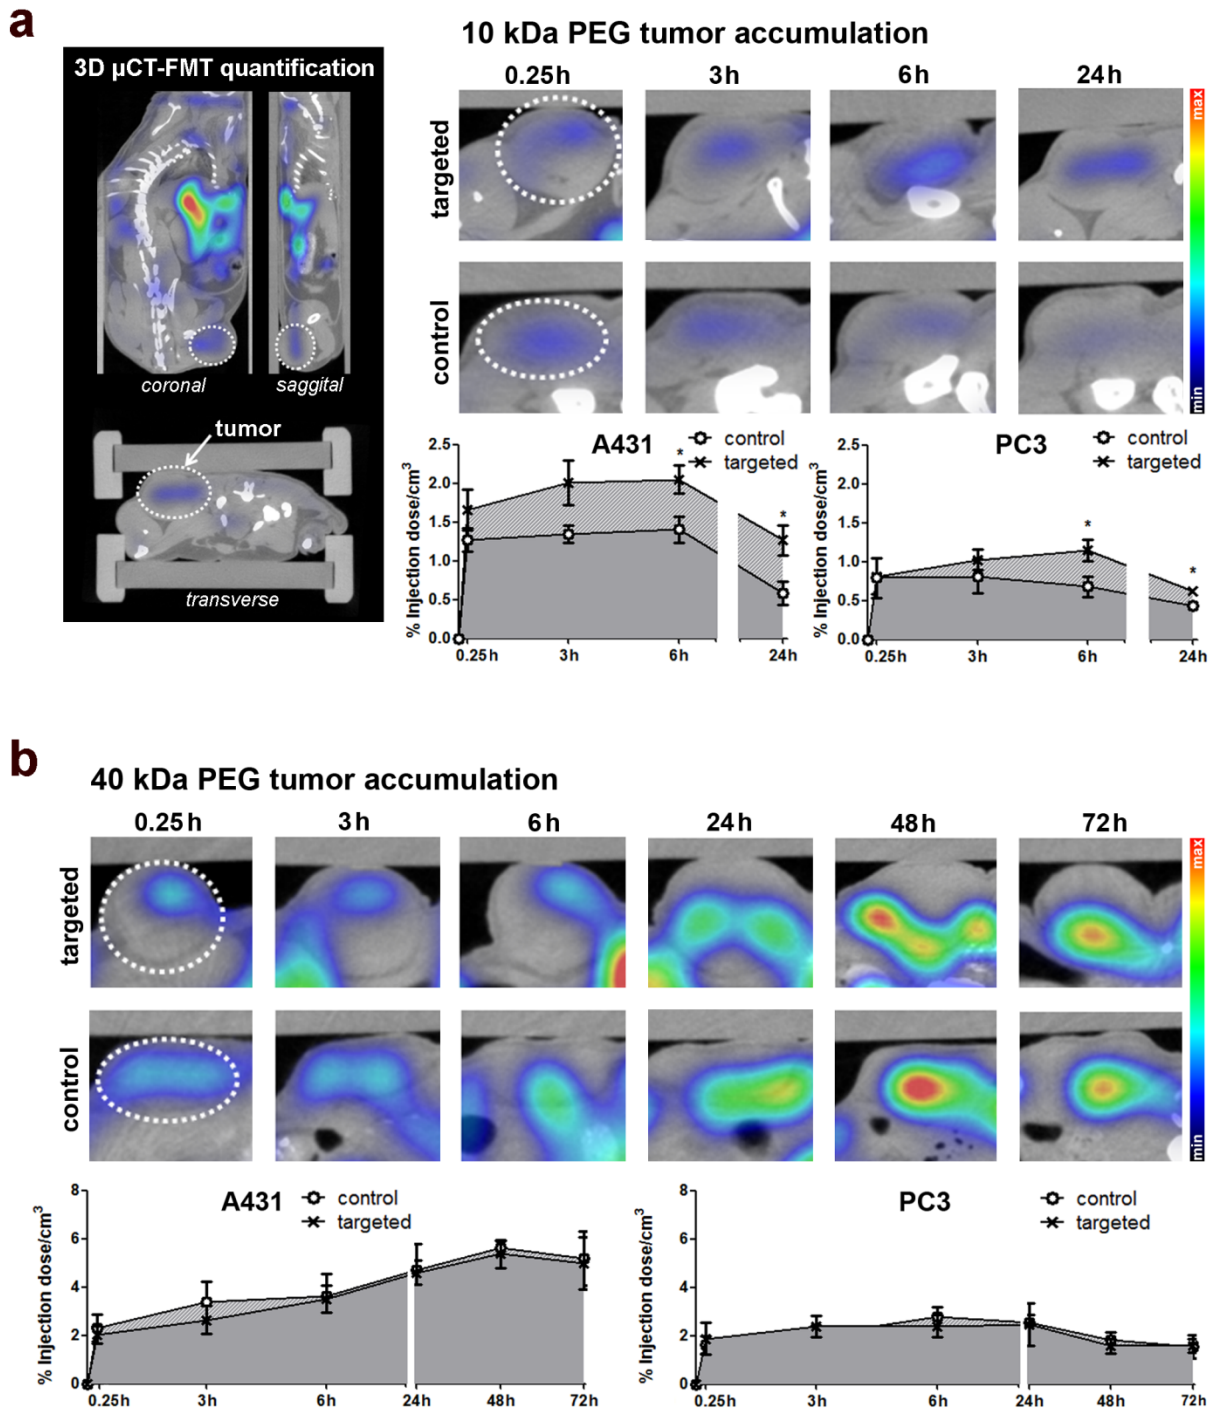 a
3D µCT-FMT quantification
coronal
saggital
tumor
transverse
10 kDa PEG tumor accumulation
0.25h 3h 6h 24h
targeted
control
max
min
A431
control
targeted
% Injection dose/cm³
2.5
2.0
1.5
1.0
0.5
0.0
0.25h 3h 6h 24h
* *
PC3
control
targeted
% Injection dose/cm³
2.5
2.0
1.5
1.0
0.5
0.0
0.25h 3h 6h 24h
* *
b
40 kDa PEG tumor accumulation
0.25h 3h 6h 24h 48h 72h
targeted
control
max
min
A431
control
targeted
% Injection dose/cm³
8
6
4
2
0
0.25h 3h 6h 24h 48h 72h
PC3
control
targeted
% Injection dose/cm³
8
6
4
2
0
0.25h 3h 6h 24h 48h 72h